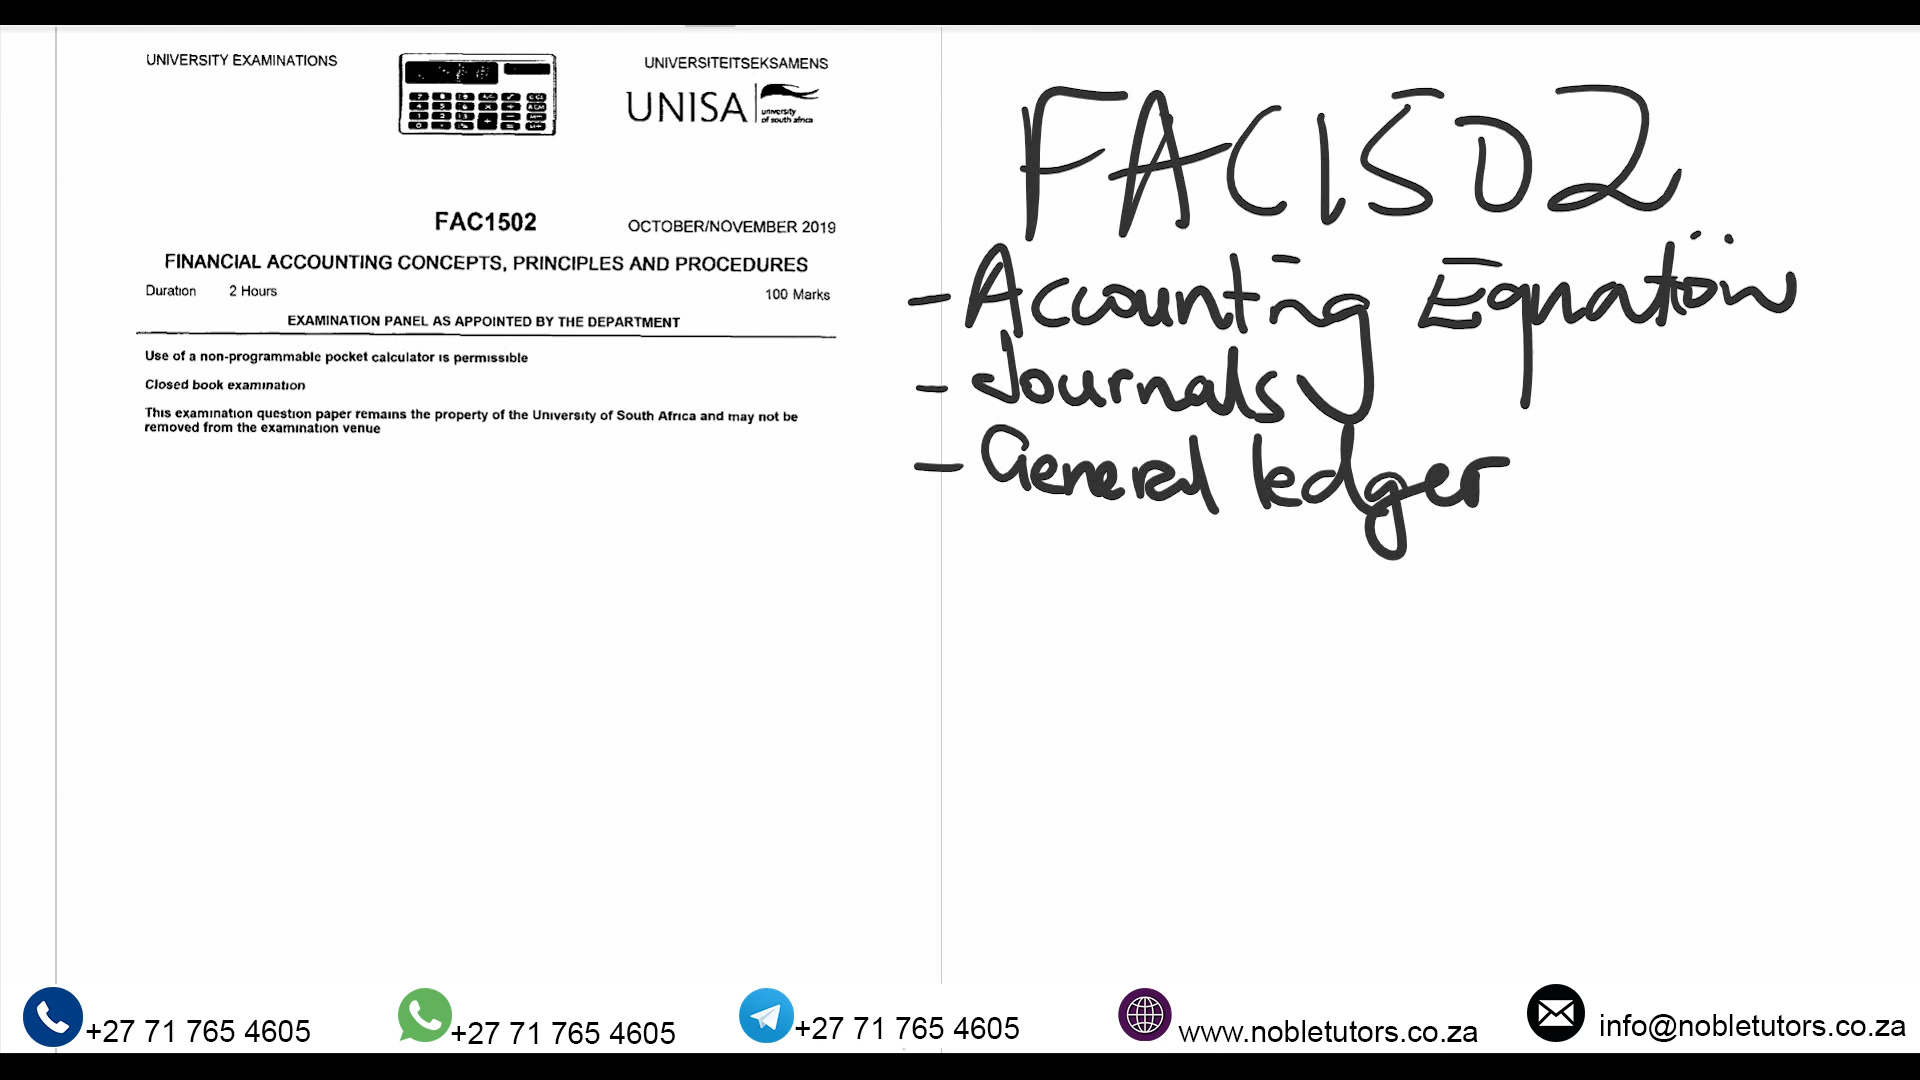 UNIVERSITY EXAMINATIONS
UNIVERSITEITSEKSAMENS
UNISA university of south africa
FAC1502
OCTOBER/NOVEMBER 2019
FINANCIAL ACCOUNTING CONCEPTS, PRINCIPLES AND PROCEDURES
Duration 2 Hours
100 Marks
EXAMINATION PANEL AS APPOINTED BY THE DEPARTMENT
Use of a non-programmable pocket calculator is permissible
Closed book examination
This examination question paper remains the property of the University of South Africa and may not be
removed from the examination venue
FAC1502
- Accounting Equation
- Journals
- General ledger
+27 71 765 4605
+27 71 765 4605
+27 71 765 4605
www.nobletutors.co.za
info@nobletutors.co.za